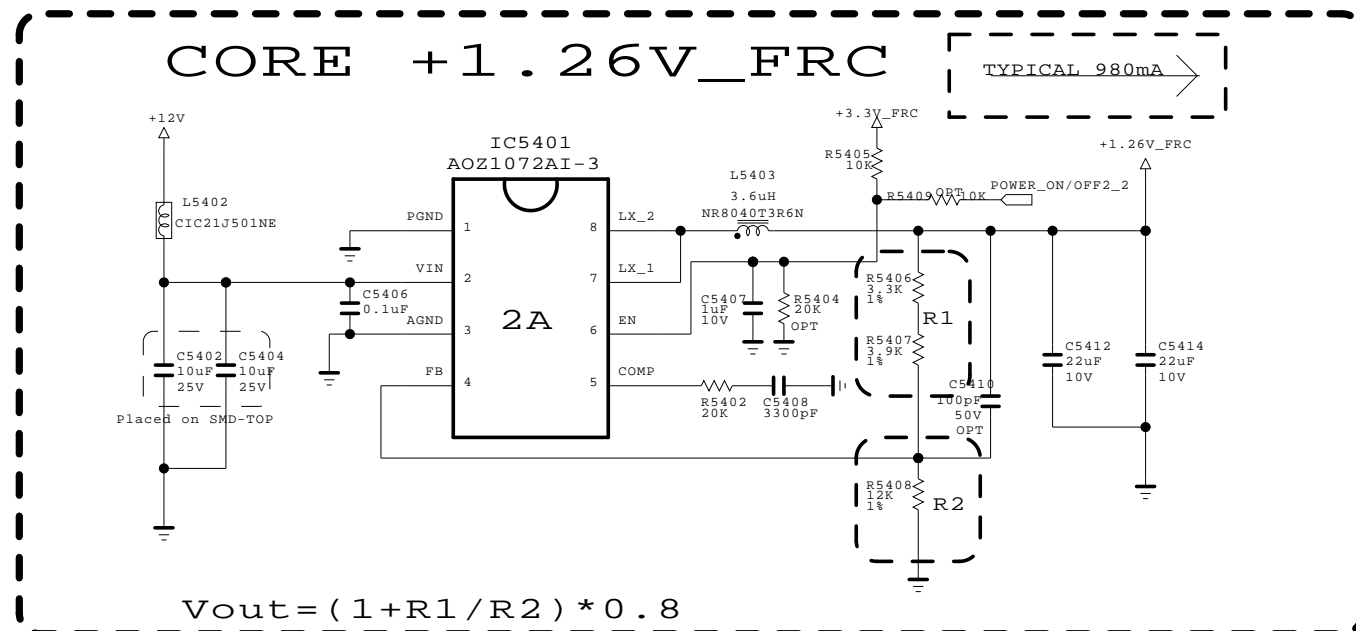 CORE +1.26V_FRC
TYPICAL 980mA
+12V
+3.3V_FRC
+1.26V_FRC
IC5401
AOZ1072AI-3
R5405
10K
L5403
3.6uH
NR8040T3R6N
R5409
OPT
10K
POWER_ON/OFF2_2
L5402
CIC21J501NE
PGND
1
8
LX_2
VIN
2
7
LX_1
AGND
3
6
EN
FB
4
5
COMP
2A
C5406
0.1uF
C5402
10uF
25V
C5404
10uF
25V
Placed on SMD-TOP
C5407
1uF
10V
R5404
20K
OPT
R5406
3.3K
1%
R1
R5407
3.9K
1%
R5402
20K
C5408
3300pF
C5410
100pF
50V
OPT
C5412
22uF
10V
C5414
22uF
10V
R5408
12K
1%
R2
Vout=(1+R1/R2)*0.8